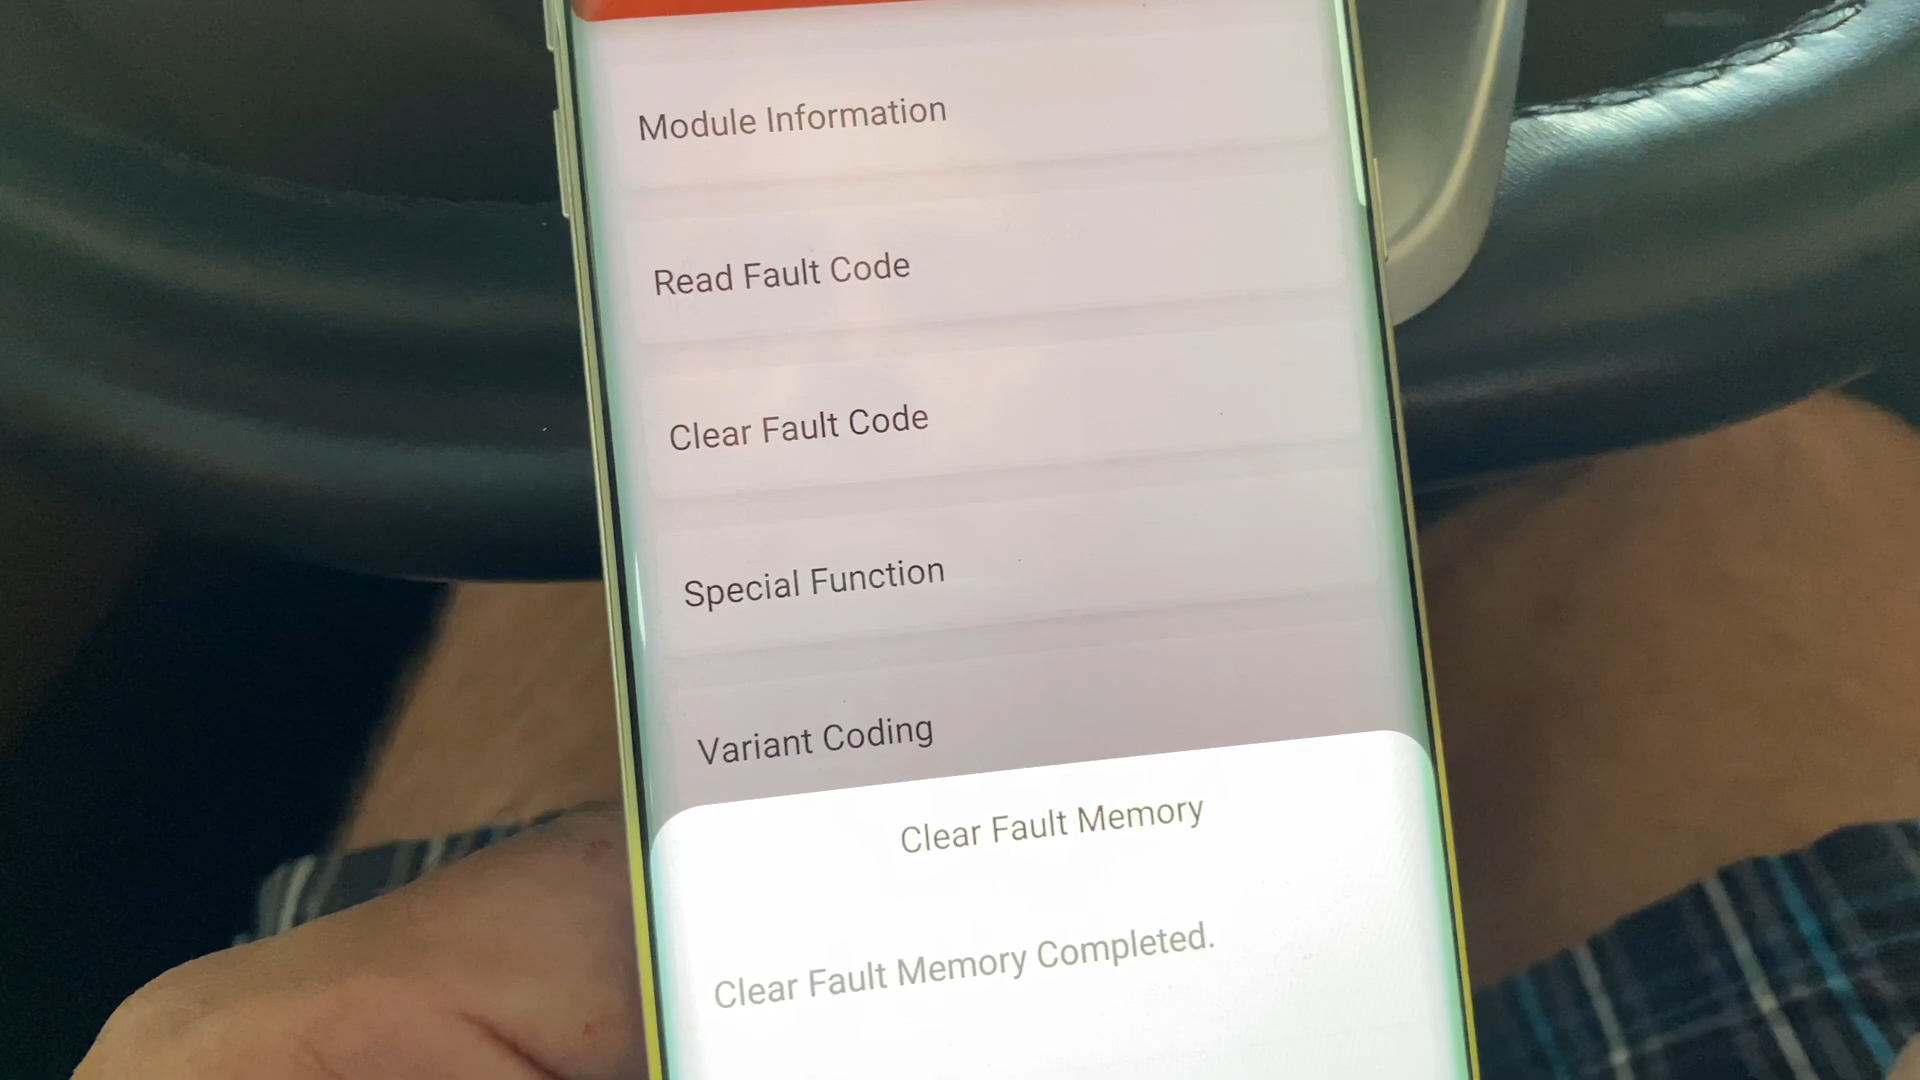 Module Information
Read Fault Code
Clear Fault Code
Special Function
Variant Coding
Clear Fault Memory
Clear Fault Memory Completed.